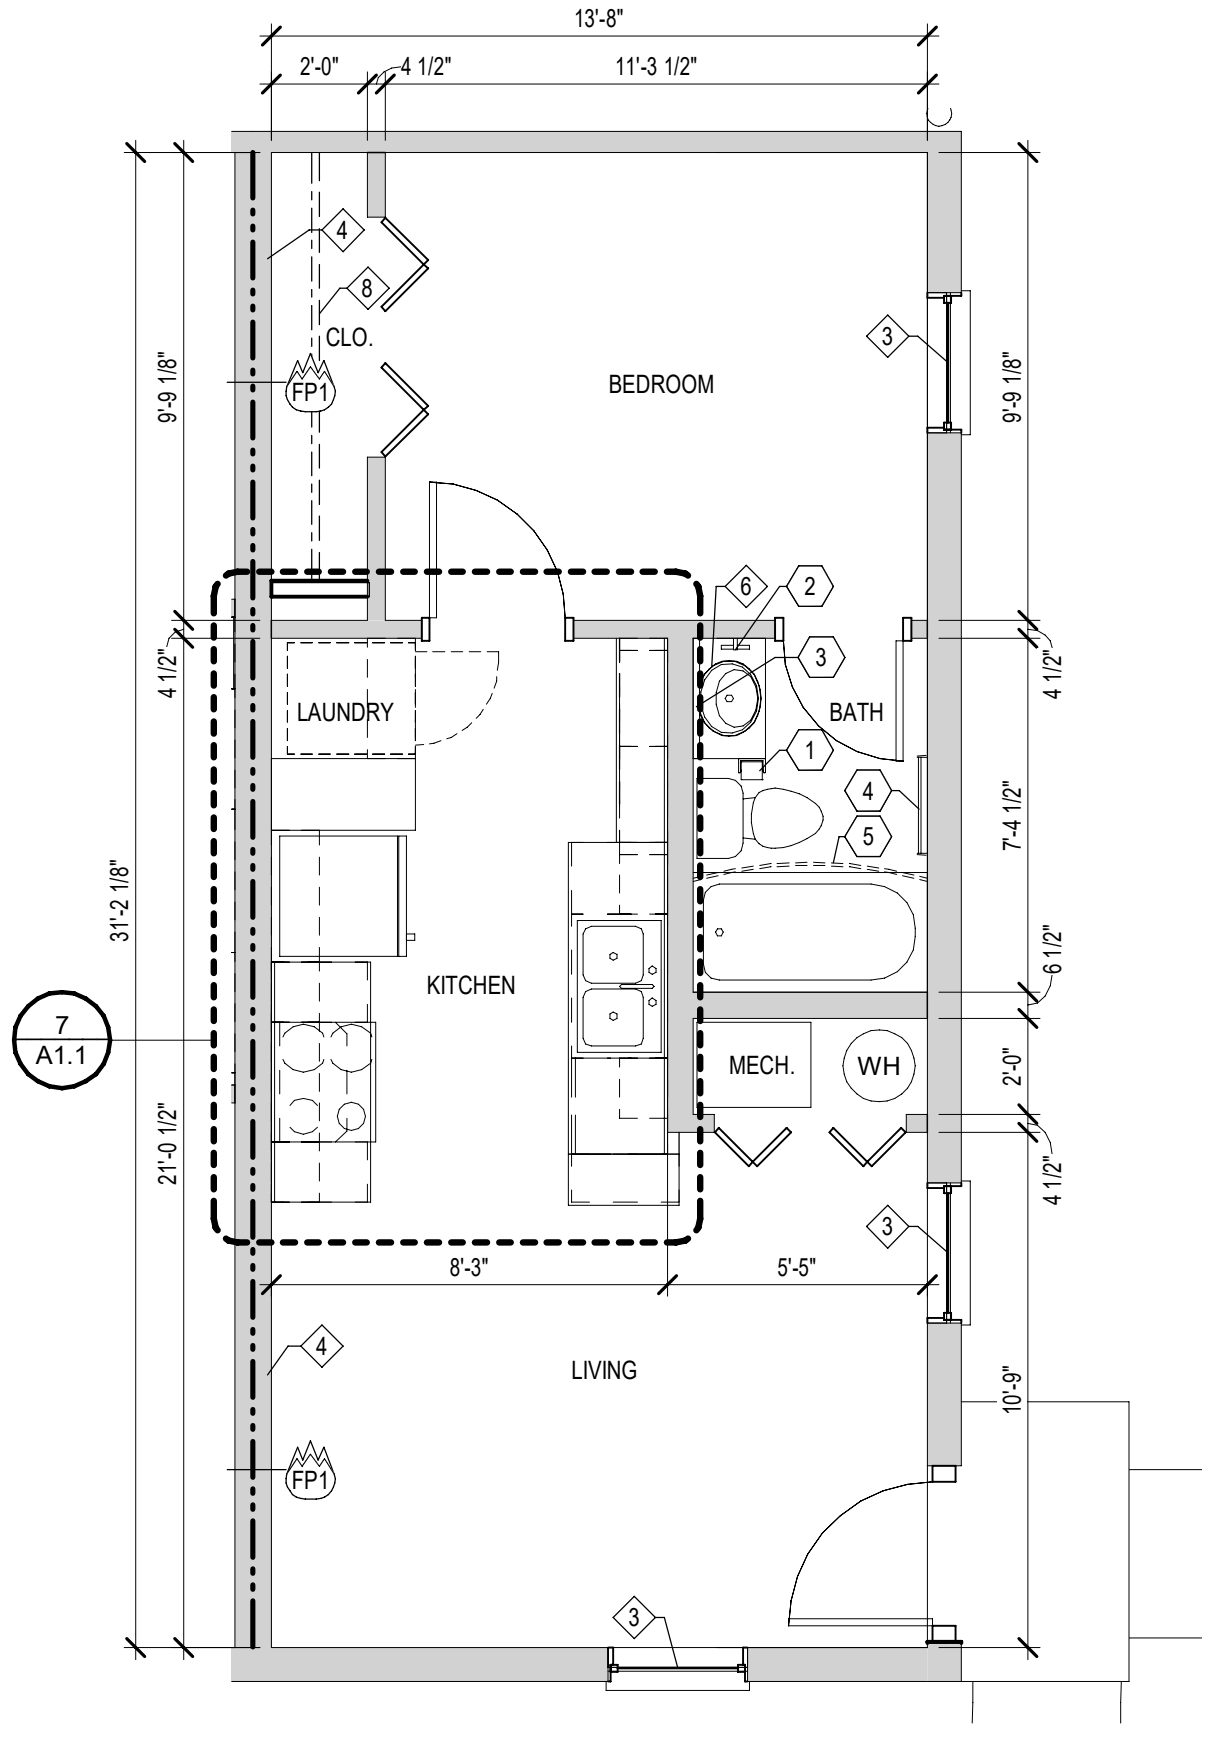 13'-8"
2'-0"
4 1/2"
11'-3 1/2"
4
8
CLO.
3
9'-9 1/8"
FP1
BEDROOM
9'-9 1/8"
6
2
4 1/2"
3
4 1/2"
LAUNDRY
BATH
1
4
7'-4 1/2"
5
31'-2 1/8"
6 1/2"
KITCHEN
7
A1.1
MECH.
WH
2'-0"
21'-0 1/2"
4 1/2"
3
8'-3"
5'-5"
4
LIVING
10'-9"
FP1
3